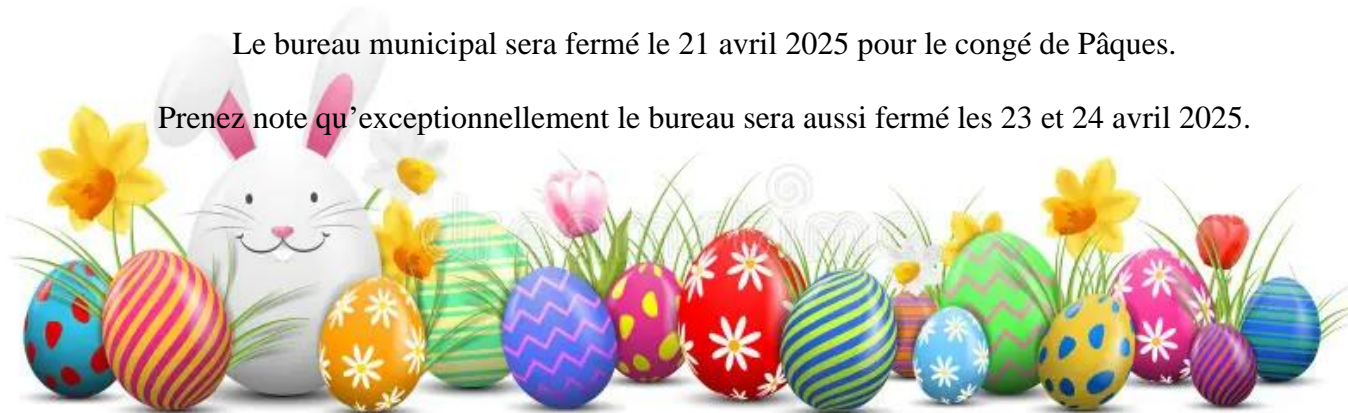 Le bureau municipal sera fermé le 21 avril 2025 pour le congé de Pâques.
Prenez note qu’exceptionnellement le bureau sera aussi fermé les 23 et 24 avril 2025.